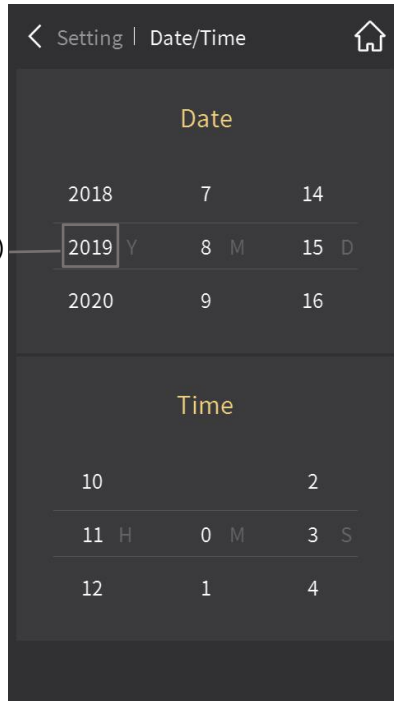 Setting | Date/Time
Date
2018 7 14
2019 Y 8 M 15 D
2020 9 16
Time
10 2
11 H 0 M 3 S
12 1 4